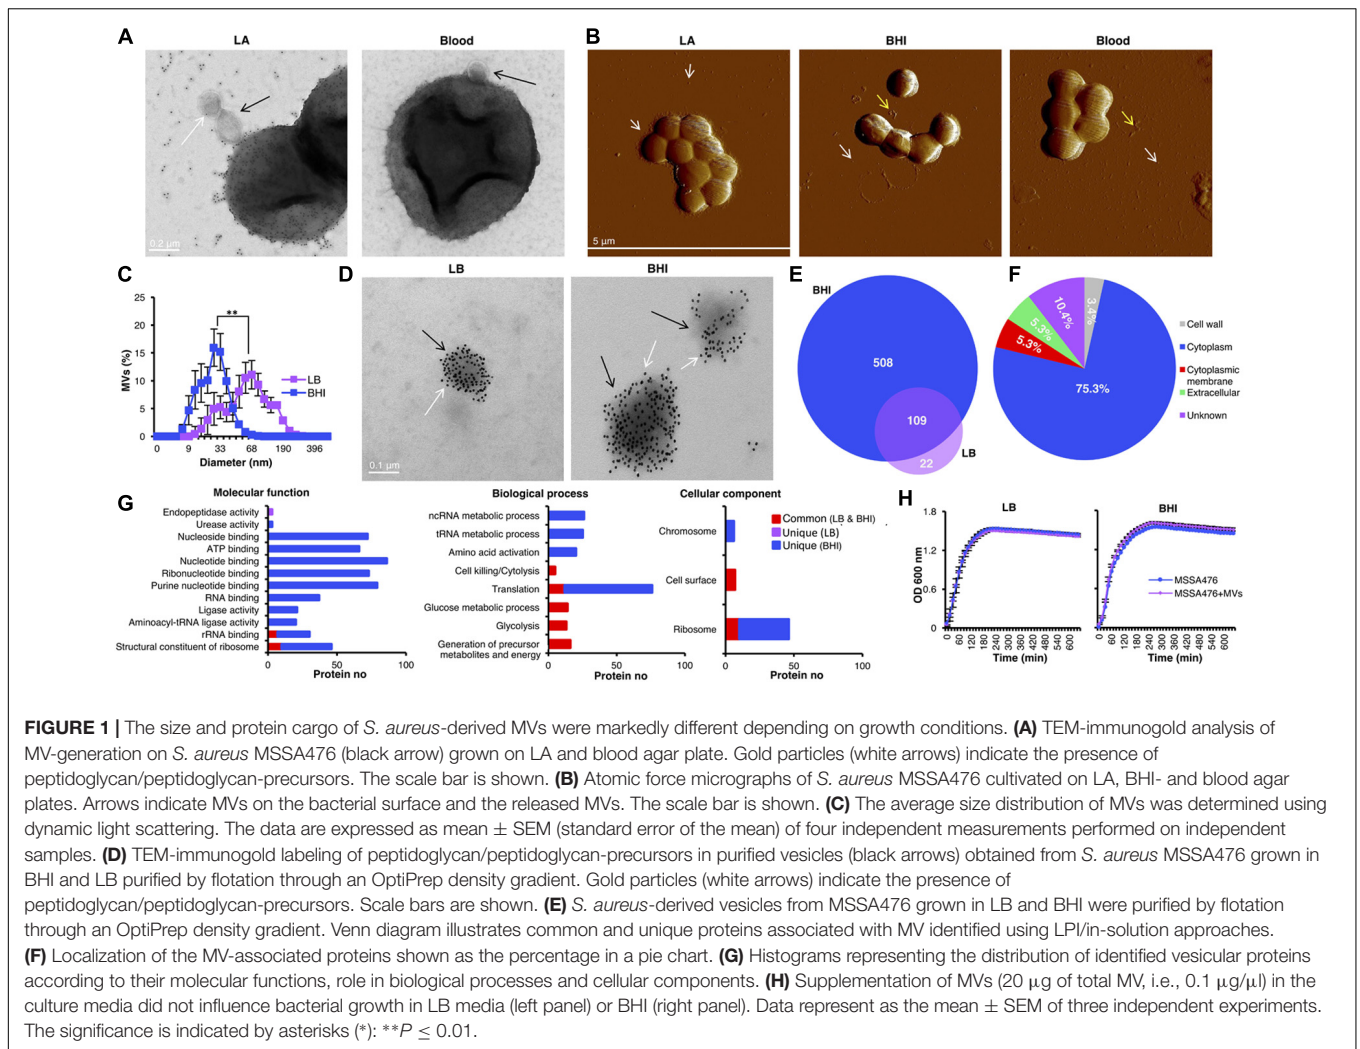 A
LA
Blood
0.2 µm
B
LA
BHI
Blood
5 µm
C
25
20
15
10
5
0
MVs (%)
**
LB
BHI
0 9 33 68 190 396
Diameter (nm)
D
LB
BHI
0.1 µm
E
BHI
508
109
22
LB
F
3.4%
10.4%
5.3%
5.3%
75.3%
Cell wall
Cytoplasm
Cytoplasmic
membrane
Extracellular
Unknown
G
Molecular function
Endopeptidase activity
Urease activity
Nucleoside binding
ATP binding
Nucleotide binding
Ribonucleotide binding
Purine nucleotide binding
RNA binding
Ligase activity
Aminoacyl-tRNA ligase activity
rRNA binding
Structural constituent of ribosome
0 50 100
Protein no
Biological process
ncRNA metabolic process
tRNA metabolic process
Amino acid activation
Cell killing/Cytolysis
Translation
Glucose metabolic process
Glycolysis
Generation of precursor
metabolites and energy
0 50 100
Protein no
Cellular component
Chromosome
Cell surface
Ribosome
0 50 100
Protein no
Common (LB & BHI)
Unique (LB)
Unique (BHI)
H
LB
1.8
1.2
0.6
0
OD 600 nm
0 60 120 180 240 300 360 420 480 540 600
Time (min)
BHI
MSSA476
MSSA476+MVs
0 60 120 180 240 300 360 420 480 540 600
Time (min)
FIGURE 1 | The size and protein cargo of S. aureus-derived MVs were markedly different depending on growth conditions. (A) TEM-immunogold analysis of
MV-generation on S. aureus MSSA476 (black arrow) grown on LA and blood agar plate. Gold particles (white arrows) indicate the presence of
peptidoglycan/peptidoglycan-precursors. The scale bar is shown. (B) Atomic force micrographs of S. aureus MSSA476 cultivated on LA, BHI- and blood agar
plates. Arrows indicate MVs on the bacterial surface and the released MVs. The scale bar is shown. (C) The average size distribution of MVs was determined using
dynamic light scattering. The data are expressed as mean ± SEM (standard error of the mean) of four independent measurements performed on independent
samples. (D) TEM-immunogold labeling of peptidoglycan/peptidoglycan-precursors in purified vesicles (black arrows) obtained from S. aureus MSSA476 grown in
BHI and LB purified by flotation through an OptiPrep density gradient. Gold particles (white arrows) indicate the presence of
peptidoglycan/peptidoglycan-precursors. Scale bars are shown. (E) S. aureus-derived vesicles from MSSA476 grown in LB and BHI were purified by flotation
through an OptiPrep density gradient. Venn diagram illustrates common and unique proteins associated with MV identified using LPI/in-solution approaches.
(F) Localization of the MV-associated proteins shown as the percentage in a pie chart. (G) Histograms representing the distribution of identified vesicular proteins
according to their molecular functions, role in biological processes and cellular components. (H) Supplementation of MVs (20 μg of total MV, i.e., 0.1 μg/μl) in the
culture media did not influence bacterial growth in LB media (left panel) or BHI (right panel). Data represent as the mean ± SEM of three independent experiments.
The significance is indicated by asterisks (*): **P ≤ 0.01.